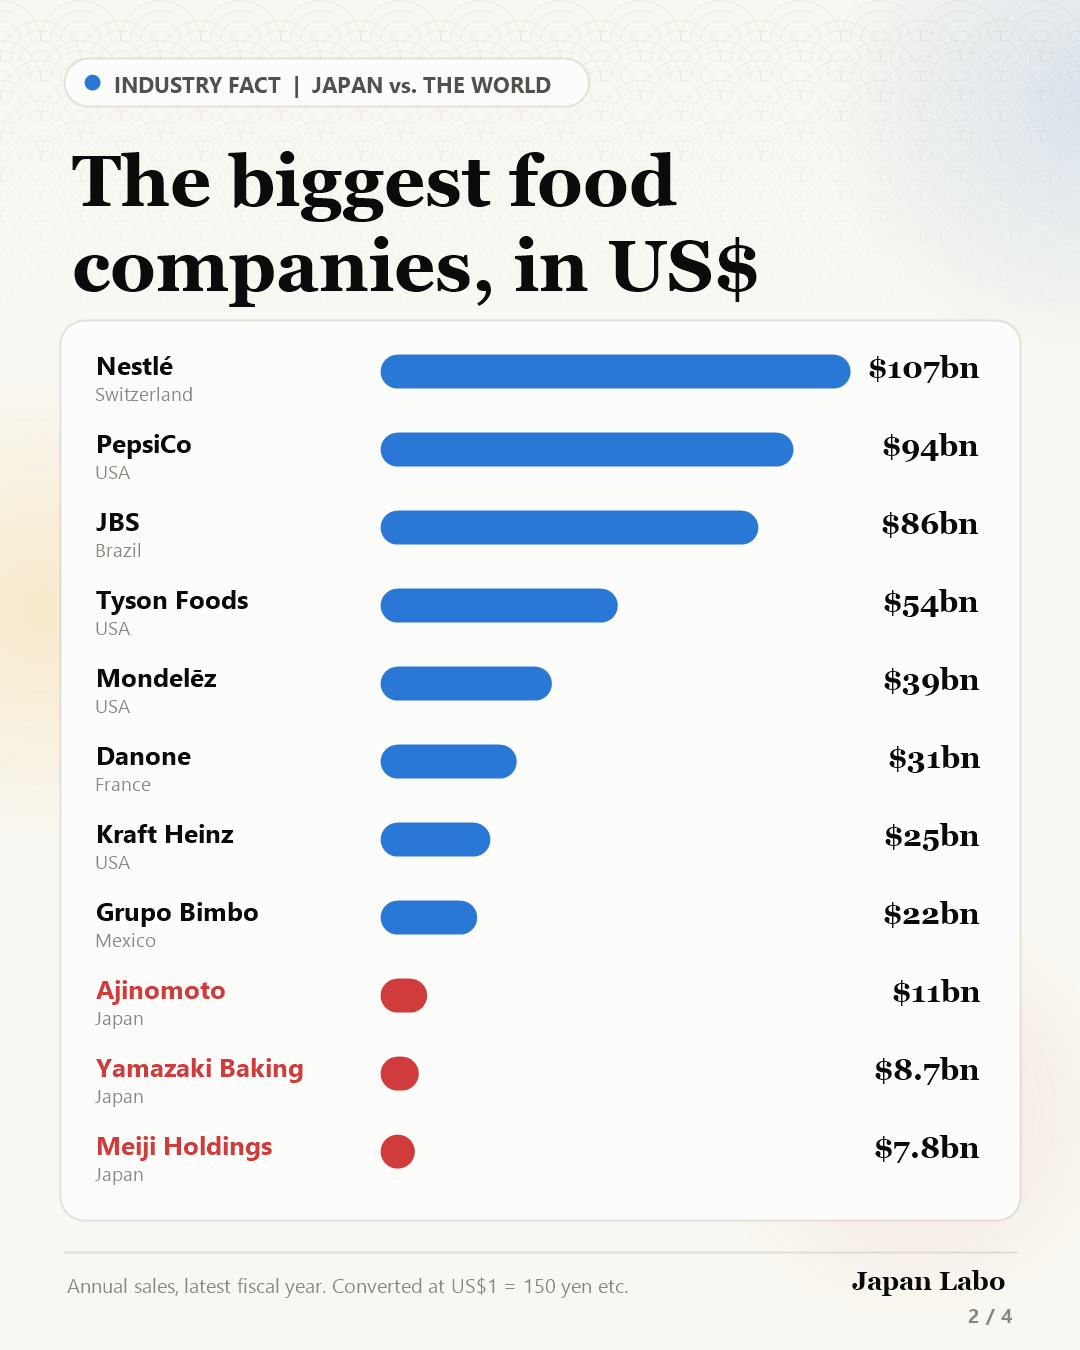 INDUSTRY FACT | JAPAN vs. THE WORLD
The biggest food
companies, in US$
Nestlé
Switzerland
$107bn
PepsiCo
USA
$94bn
JBS
Brazil
$86bn
Tyson Foods
USA
$54bn
Mondelēz
USA
$39bn
Danone
France
$31bn
Kraft Heinz
USA
$25bn
Grupo Bimbo
Mexico
$22bn
Ajinomoto
Japan
$11bn
Yamazaki Baking
Japan
$8.7bn
Meiji Holdings
Japan
$7.8bn
Annual sales, latest fiscal year. Converted at US$1 = 150 yen etc.
Japan Labo
2 / 4